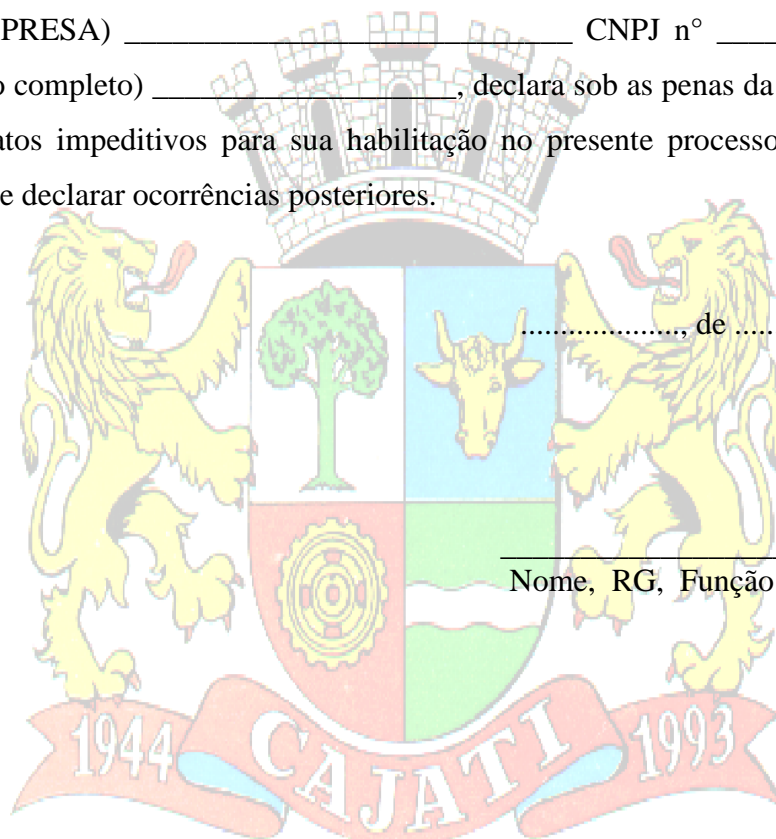 PRESA) ____________________________ CNPJ n° ____
o completo) ___________________, declara sob as penas da
atos impeditivos para sua habilitação no presente processo
e declarar ocorrências posteriores.
...................., de .....
__________________
Nome, RG, Função
1944 CAJATI 1993